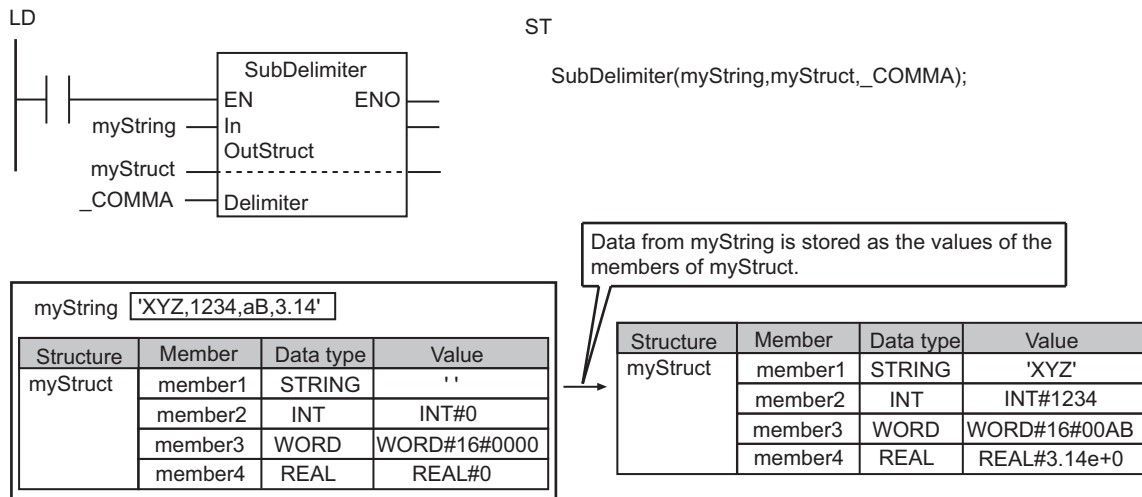 LD
ST
SubDelimiter
SubDelimiter(myString,myStruct,_COMMA);
EN ENO
myString In
OutStruct
myStruct
_COMMA Delimiter
Data from myString is stored as the values of the
members of myStruct.
myString 'XYZ,1234,aB,3.14'
Structure Member Data type Value
myStruct member1 STRING ' '
member2 INT INT#0
member3 WORD WORD#16#0000
member4 REAL REAL#0
Structure Member Data type Value
myStruct member1 STRING 'XYZ'
member2 INT INT#1234
member3 WORD WORD#16#00AB
member4 REAL REAL#3.14e+0